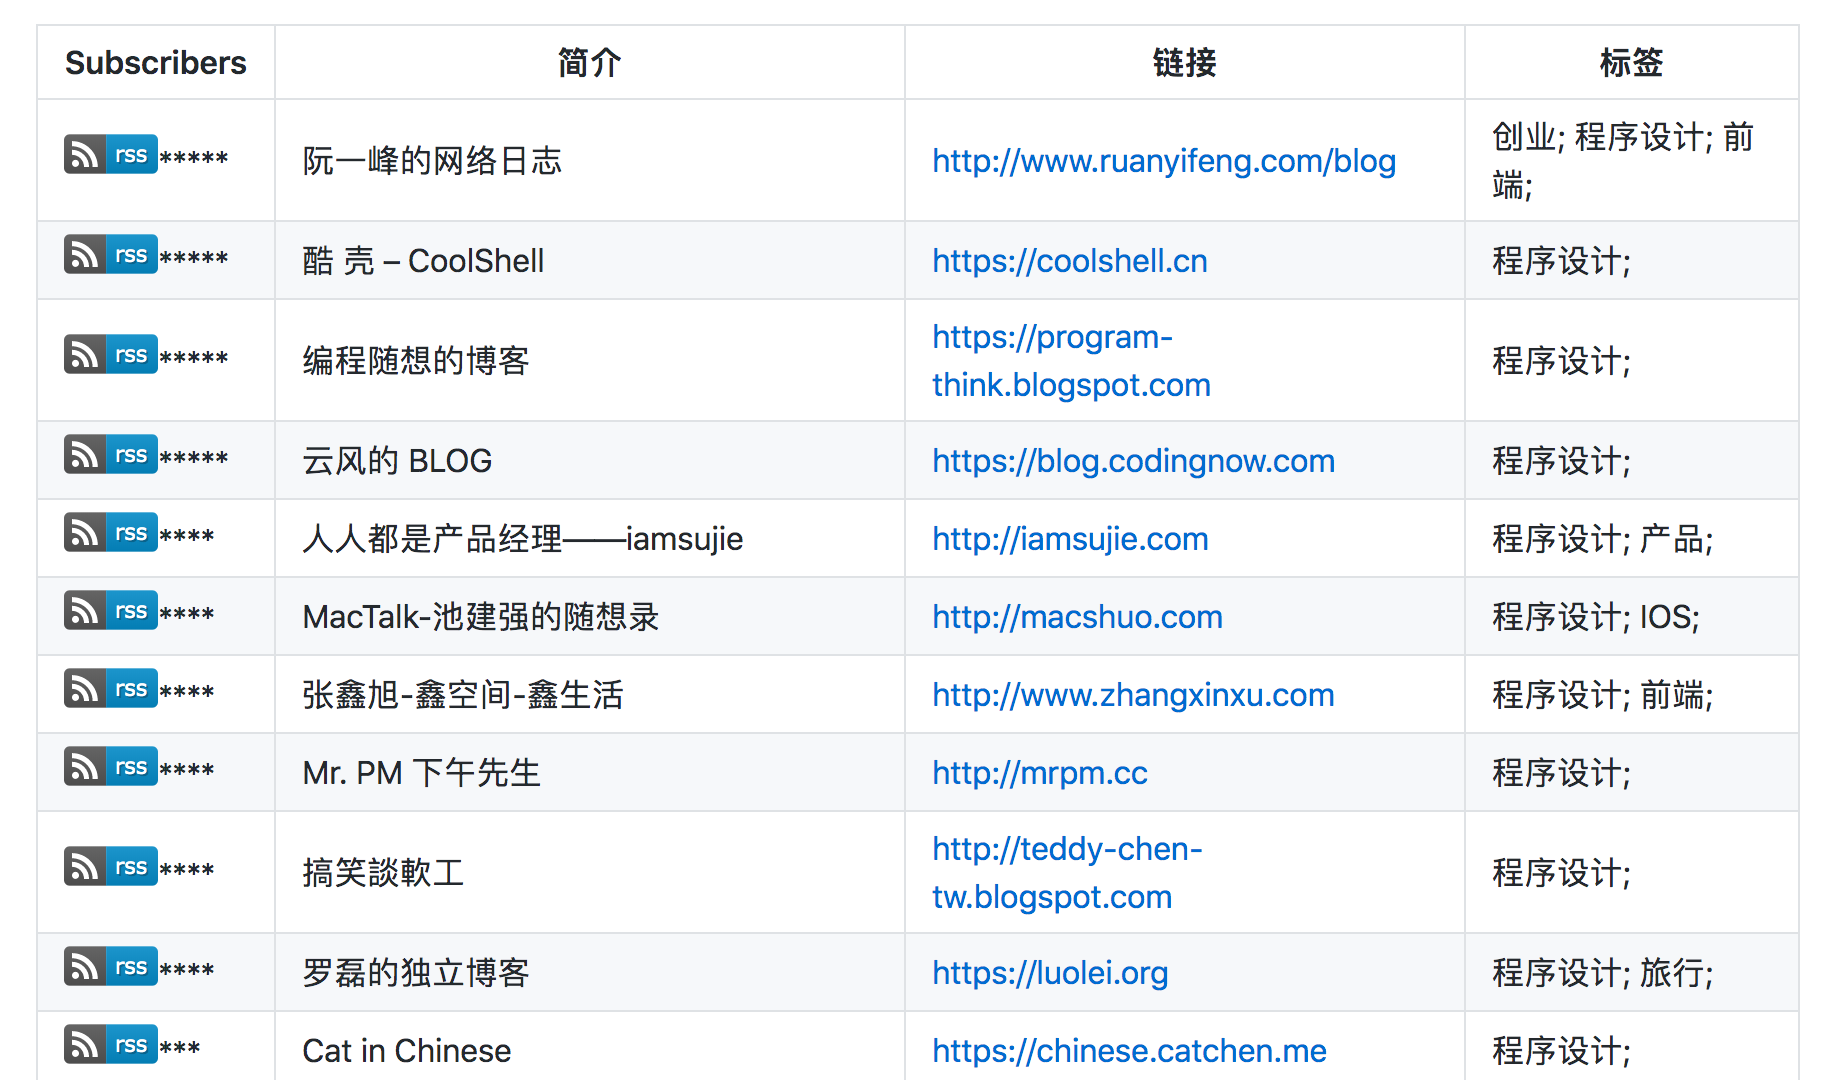 Subscribers 简介 链接 标签
rss ***** 阮一峰的网络日志 http://www.ruanyifeng.com/blog 创业; 程序设计; 前
端;
rss ***** 酷 壳 – CoolShell https://coolshell.cn 程序设计;
rss ***** 编程随想的博客 https://program-
think.blogspot.com 程序设计;
rss ***** 云风的 BLOG https://blog.codingnow.com 程序设计;
rss **** 人人都是产品经理——iamsujie http://iamsujie.com 程序设计; 产品;
rss **** MacTalk-池建强的随想录 http://macshuo.com 程序设计; IOS;
rss **** 张鑫旭-鑫空间-鑫生活 http://www.zhangxinxu.com 程序设计; 前端;
rss **** Mr. PM 下午先生 http://mrpm.cc 程序设计;
rss **** 搞笑談軟工 http://teddy-chen-
tw.blogspot.com 程序设计;
rss **** 罗磊的独立博客 https://luolei.org 程序设计; 旅行;
rss *** Cat in Chinese https://chinese.catchen.me 程序设计;